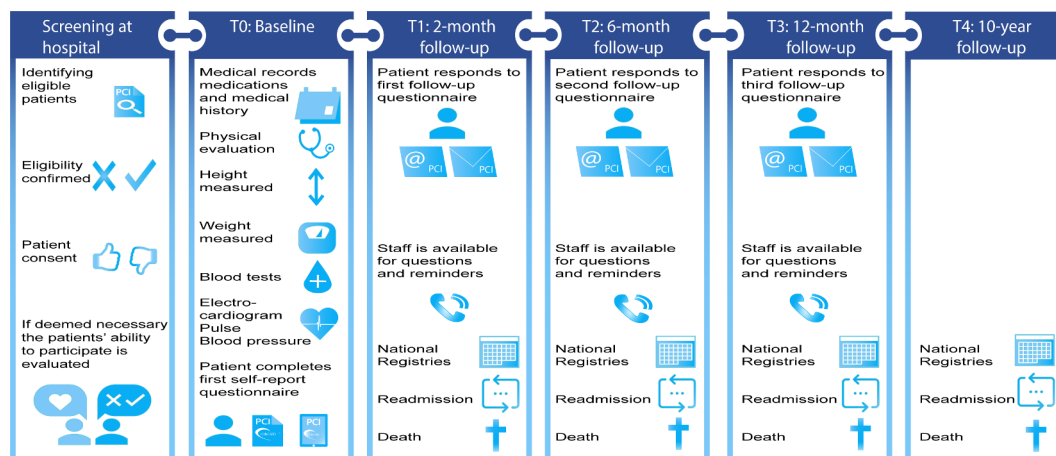 Screening at
hospital
Identifying
eligible
patients
PCI
Eligibility
confirmed
Patient
consent
If deemed necessary
the patients’ ability
to participate is
evaluated
T0: Baseline
Medical records
medications
and medical
history
Physical
evaluation
Height
measured
Weight
measured
Blood tests
Electro-
cardiogram
Pulse
Blood pressure
Patient completes
first self-report
questionnaire
PCI
PCI
T1: 2-month
follow-up
Patient responds to
first follow-up
questionnaire
@
PCI
PCI
Staff is available
for questions
and reminders
National
Registries
Readmission
Death
T2: 6-month
follow-up
Patient responds to
second follow-up
questionnaire
@
PCI
PCI
Staff is available
for questions
and reminders
National
Registries
Readmission
Death
T3: 12-month
follow-up
Patient responds to
third follow-up
questionnaire
@
PCI
PCI
Staff is available
for questions
and reminders
National
Registries
Readmission
Death
T4: 10-year
follow-up
National
Registries
Readmission
Death